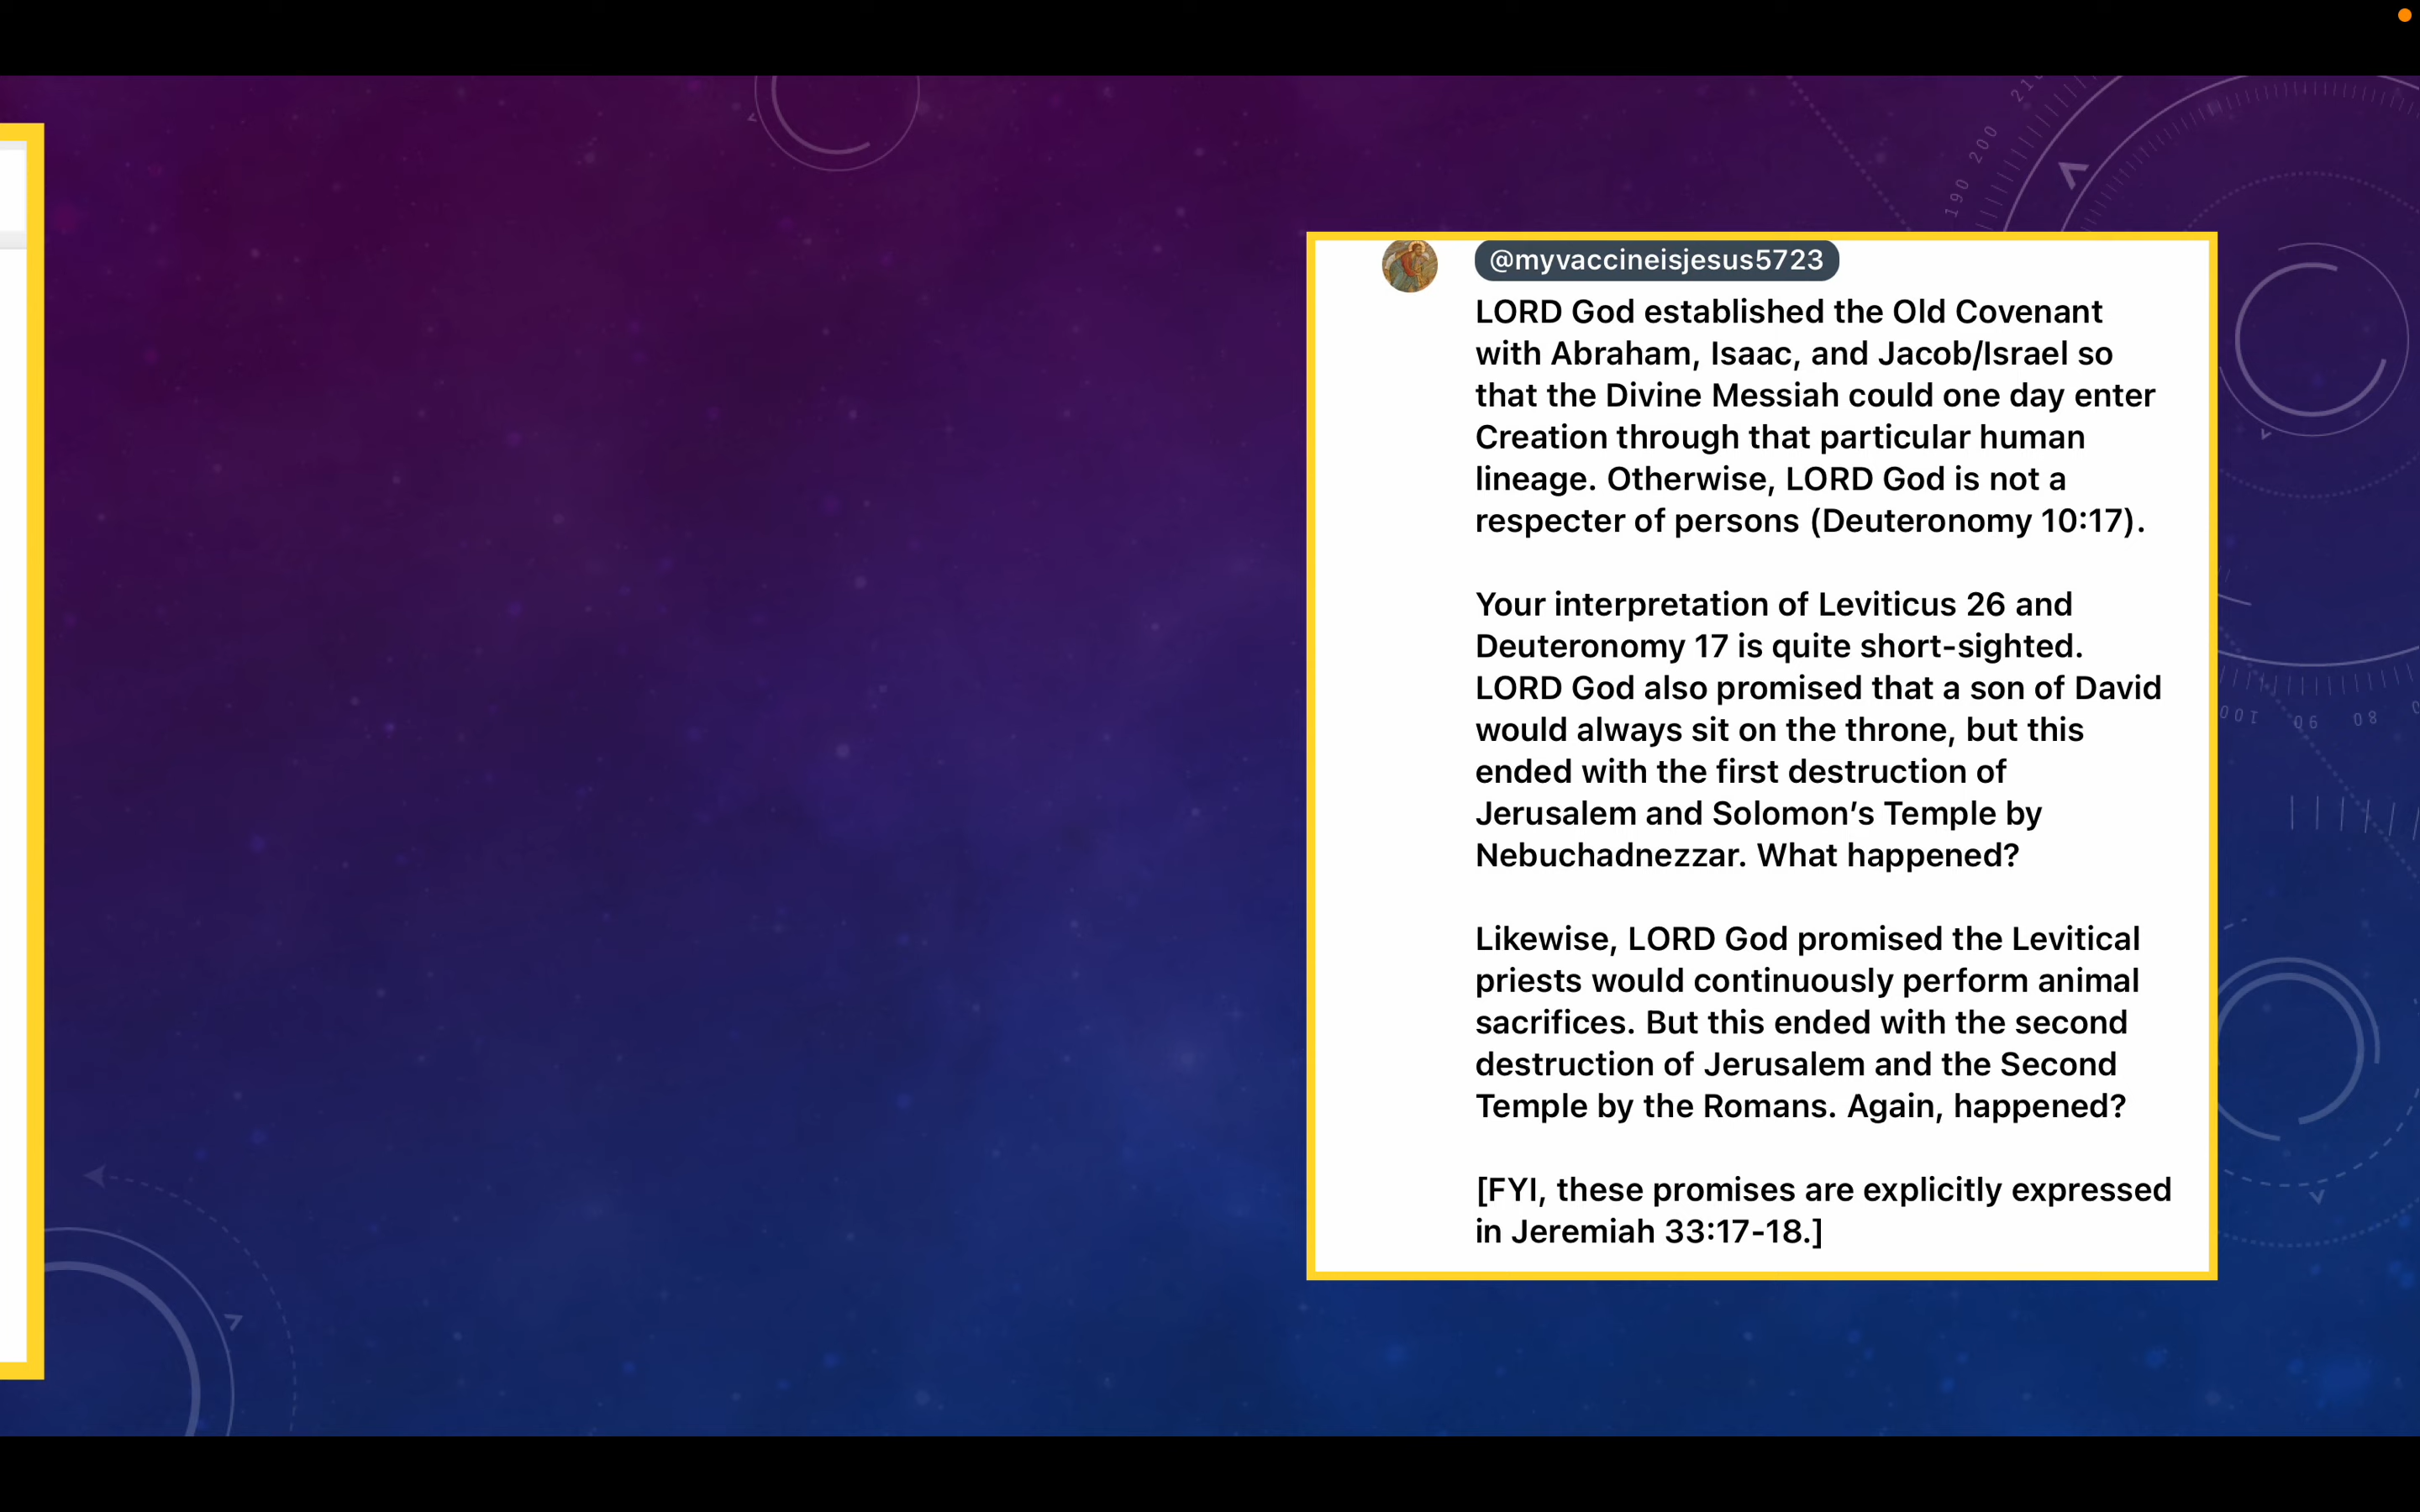 210
200
190
@myvaccineisjesus5723
LORD God established the Old Covenant
with Abraham, Isaac, and Jacob/Israel so
that the Divine Messiah could one day enter
Creation through that particular human
lineage. Otherwise, LORD God is not a
respecter of persons (Deuteronomy 10:17).
Your interpretation of Leviticus 26 and
Deuteronomy 17 is quite short-sighted.
LORD God also promised that a son of David
would always sit on the throne, but this
ended with the first destruction of
Jerusalem and Solomon's Temple by
Nebuchadnezzar. What happened?
Likewise, LORD God promised the Levitical
priests would continuously perform animal
sacrifices. But this ended with the second
destruction of Jerusalem and the Second
Temple by the Romans. Again, happened?
[FYI, these promises are explicitly expressed
in Jeremiah 33:17-18.]
100 90 80